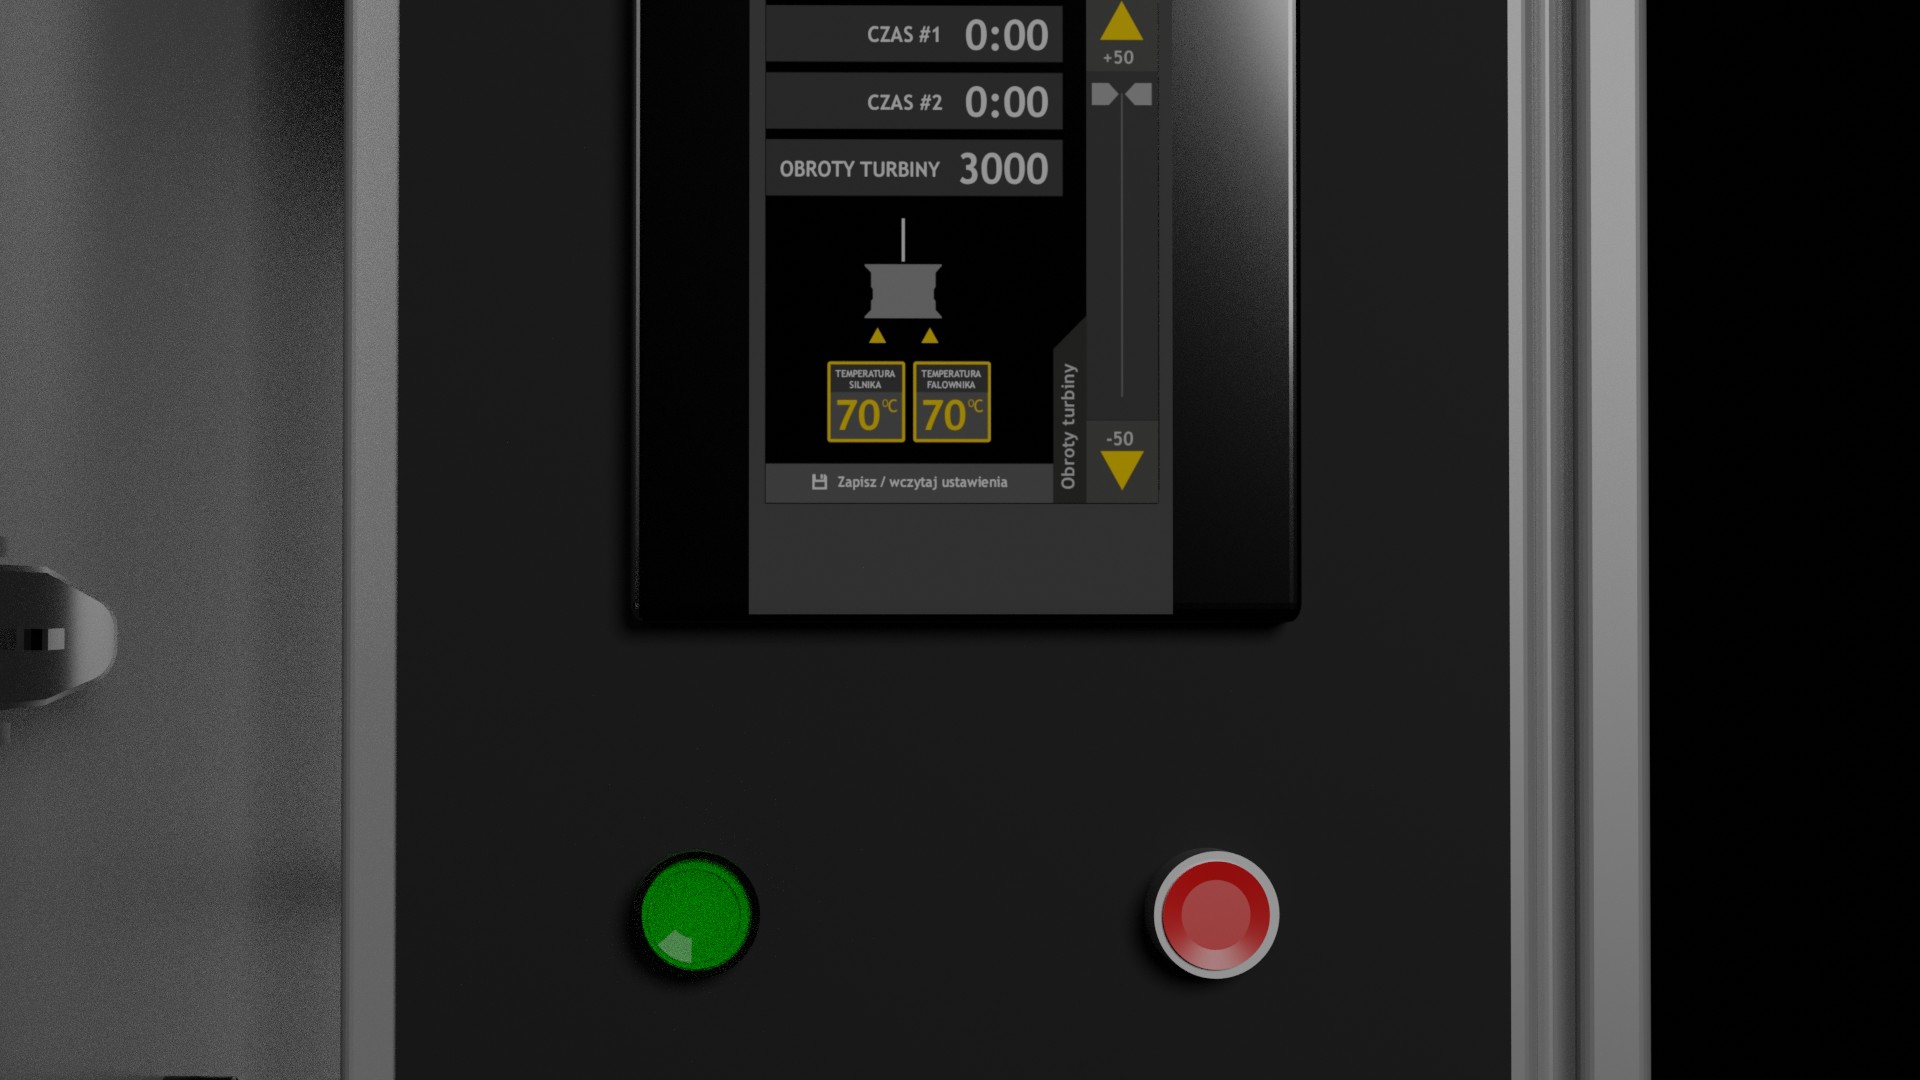 CZAS #1 0:00
CZAS #2 0:00
OBROTY TURBINY 3000
+50
TEMPERATURA
SILNIKA
70°C
TEMPERATURA
FALOWNIKA
70°C
Obroty turbiny
-50
Zapisz / wczytaj ustawienia